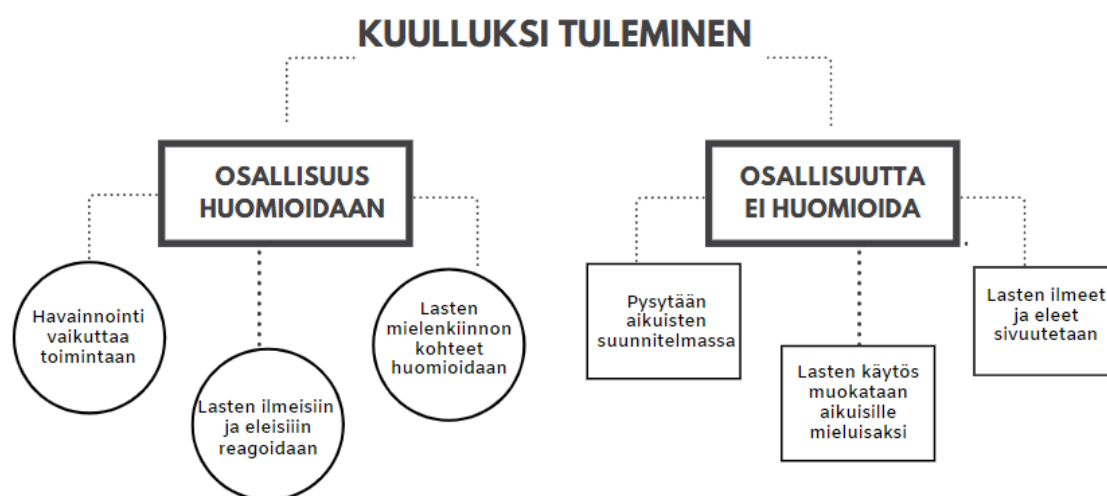 KUULLUKSI TULEMINEN
OSALLISUUS
HUOMIOIDAAN
Havainnointi
vaikuttaa
toimintaan
Lasten ilmeisiin
ja eleisiiin
reagoidaan
Lasten
mielenkiinnon
kohteet
huomioidaan
OSALLISUUTTA
EI HUOMIOIDA
Pysytään
aikuisten
suunnitelmassa
Lasten käytös
muokataan
aikuisille
mieluisaksi
Lasten ilmeet
ja eleet
sivuutetaan